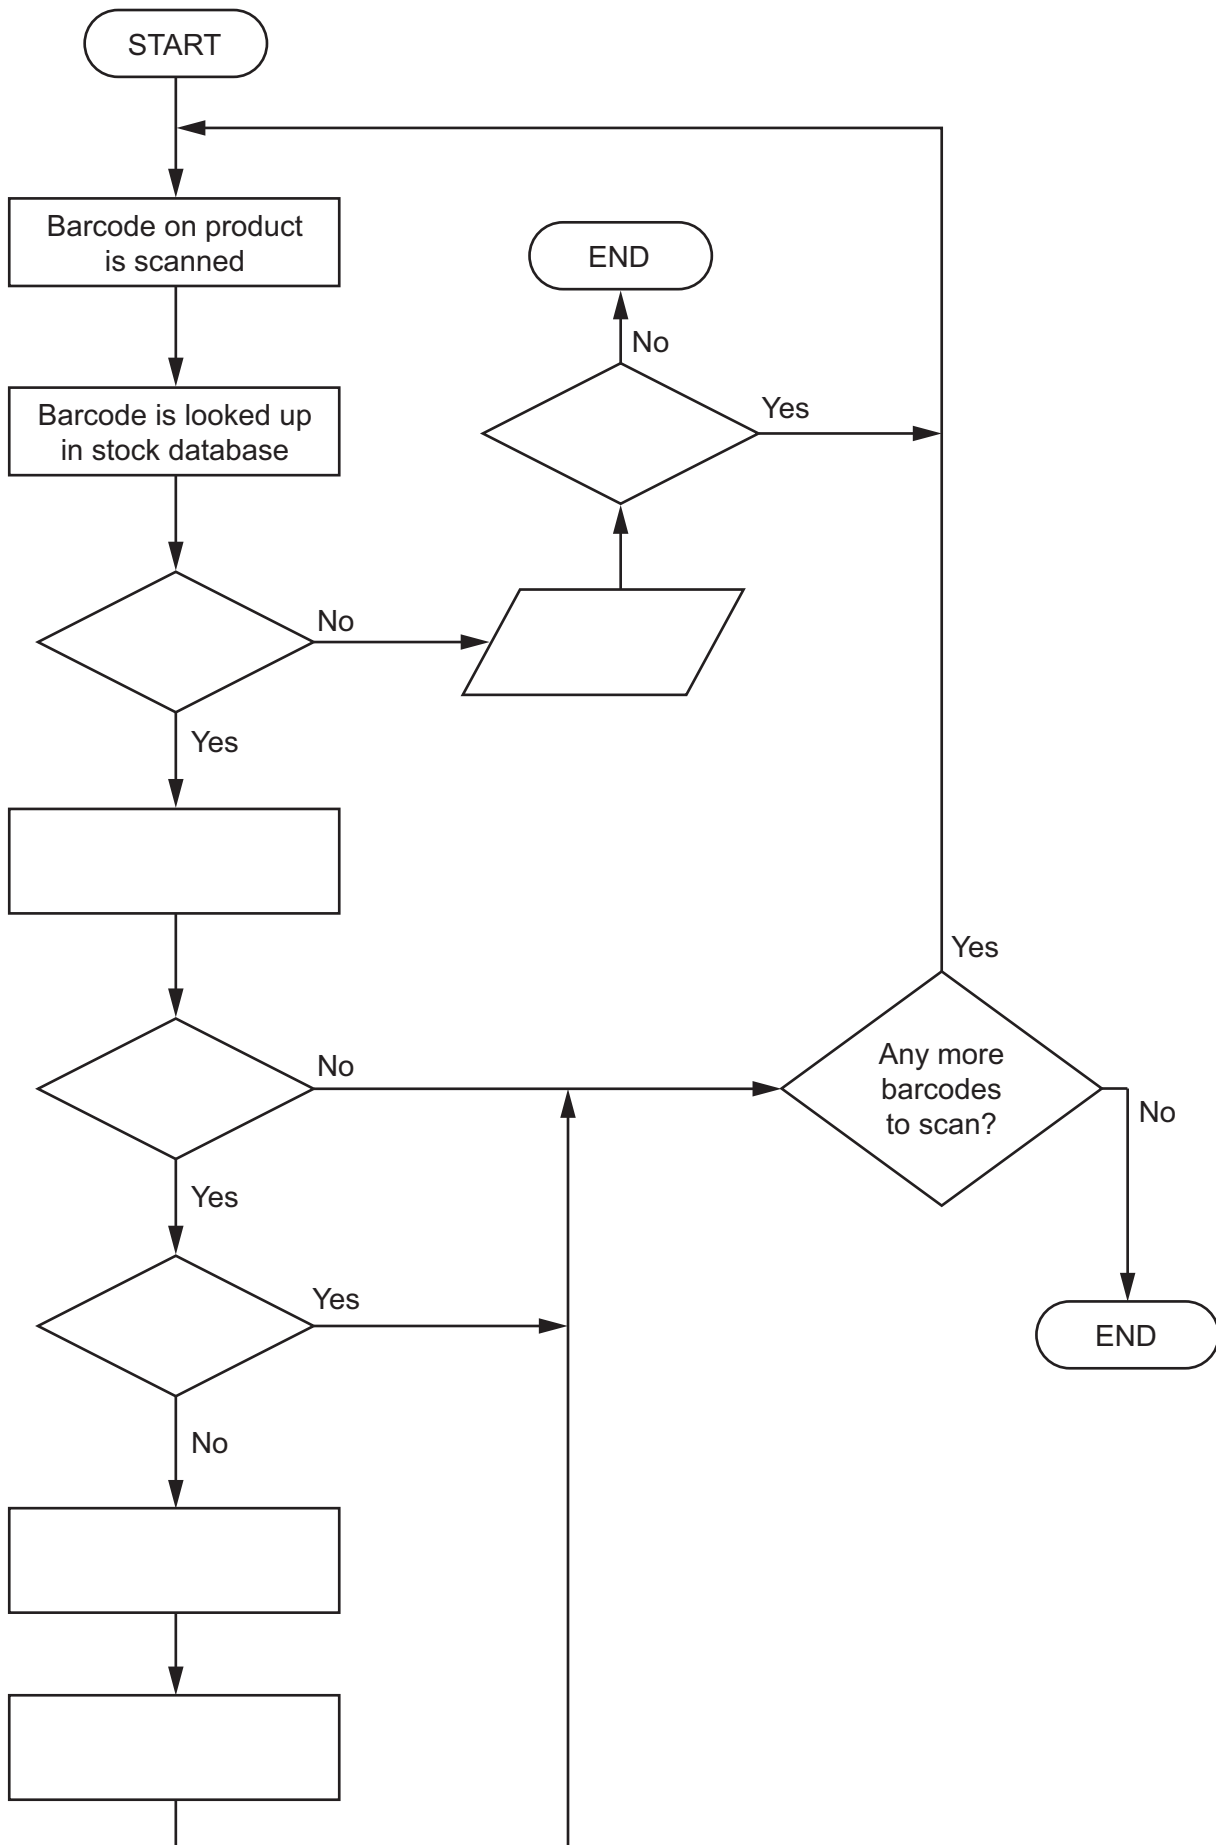 START
Barcode on product
is scanned
END
No
Barcode is looked up
in stock database
Yes
No
Yes
Yes
No
Any more
barcodes
to scan?
No
Yes
Yes
END
No